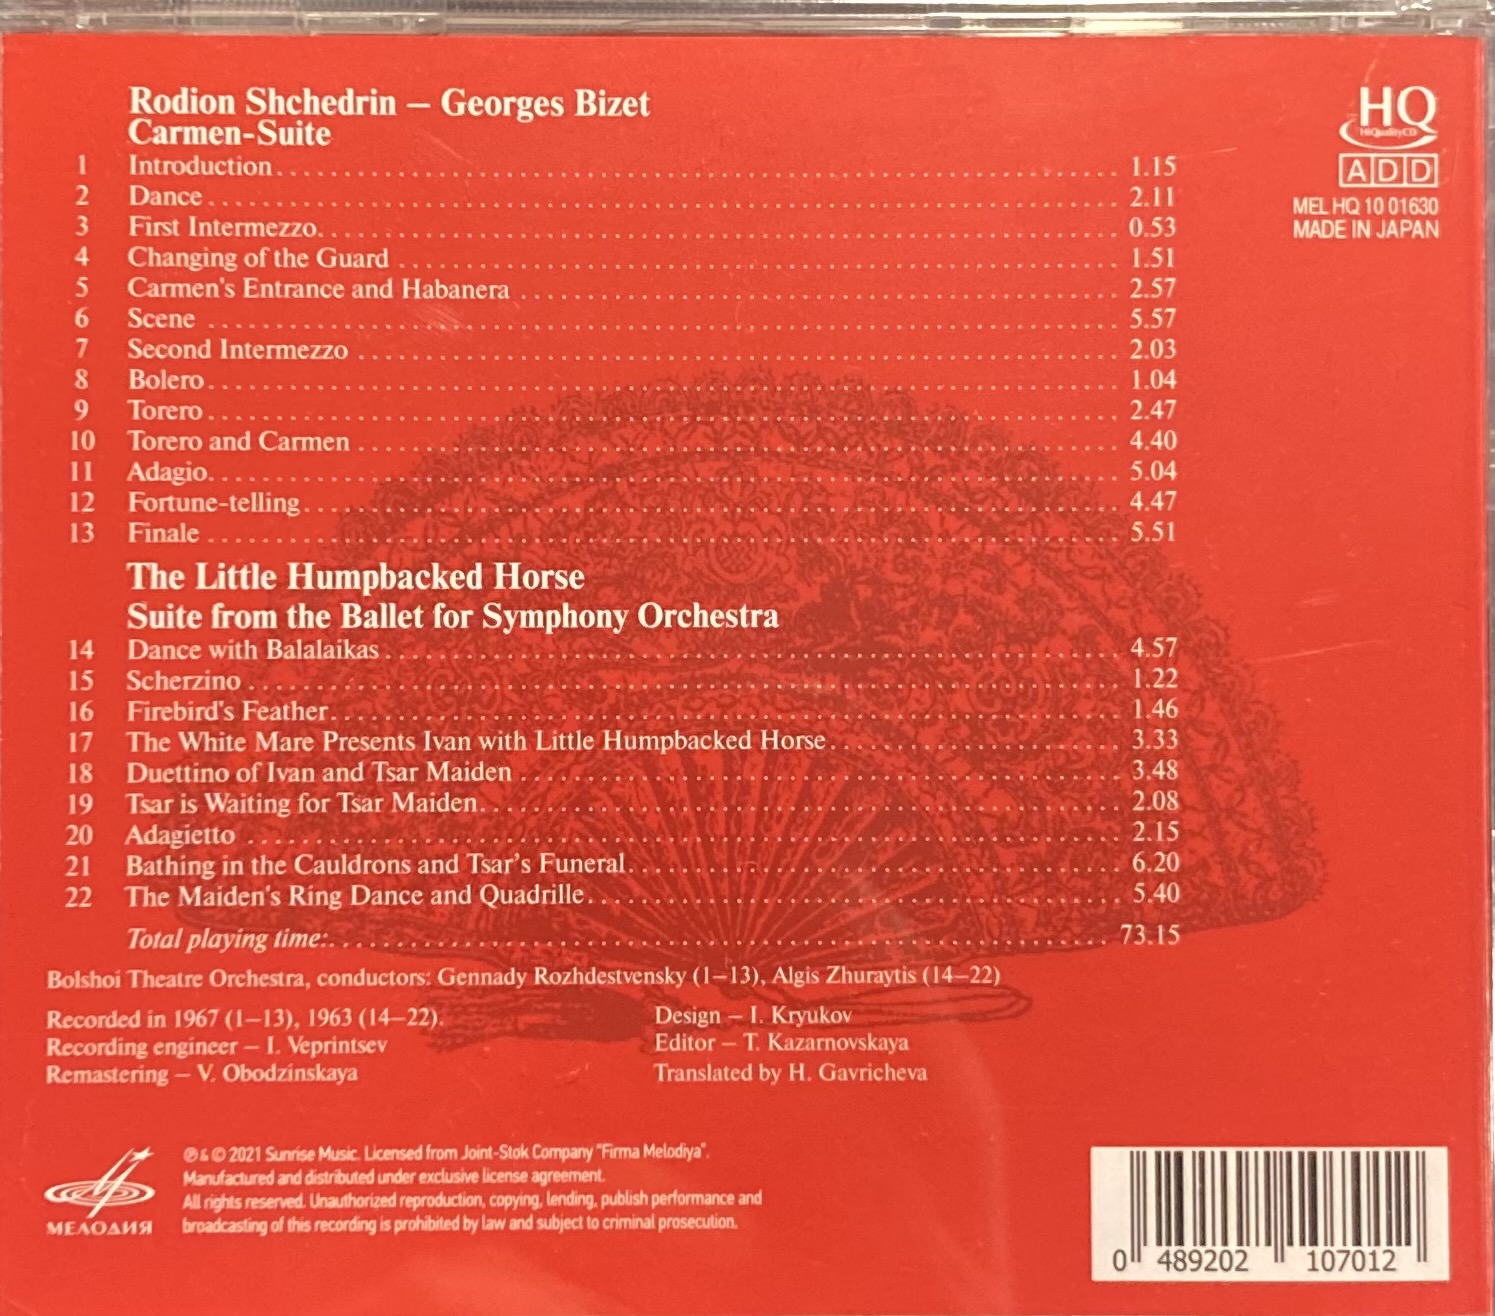 Rodion Shchedrin – Georges Bizet
Carmen-Suite
1 Introduction 1.15
2 Dance 2.11
3 First Intermezzo 0.53
4 Changing of the Guard 1.51
5 Carmen's Entrance and Habanera 2.57
6 Scene 5.57
7 Second Intermezzo 2.03
8 Bolero 1.04
9 Torero 2.47
10 Torero and Carmen 4.40
11 Adagio 5.04
12 Fortune-telling 4.47
13 Finale 5.51
The Little Humpbacked Horse
Suite from the Ballet for Symphony Orchestra
14 Dance with Balalaikas 4.57
15 Scherzino 1.22
16 Firebird's Feather 1.46
17 The White Mare Presents Ivan with Little Humpbacked Horse 3.33
18 Duettino of Ivan and Tsar Maiden 3.48
19 Tsar is Waiting for Tsar Maiden 2.08
20 Adagietto 2.15
21 Bathing in the Cauldrons and Tsar's Funeral 6.20
22 The Maiden's Ring Dance and Quadrille 5.40
Total playing time: 73.15
Bolshoi Theatre Orchestra, conductors: Gennady Rozhdestvensky (1–13), Algis Zhuraytis (14–22)
Recorded in 1967 (1–13), 1963 (14–22).
Recording engineer – I. Veprintsev
Remastering – V. Obodzinskaya
Design – I. Kryukov
Editor – T. Kazarnovskaya
Translated by H. Gavricheva
HQ
HiQualityCD
ADD
MEL HQ 10 01630
MADE IN JAPAN
МЕЛОДИЯ
℗ & © 2021 Sunrise Music. Licensed from Joint-Stok Company "Firma Melodiya".
Manufactured and distributed under exclusive license agreement.
All rights reserved. Unauthorized reproduction, copying, lending, publish performance and
broadcasting of this recording is prohibited by law and subject to criminal prosecution.
0 489202 107012